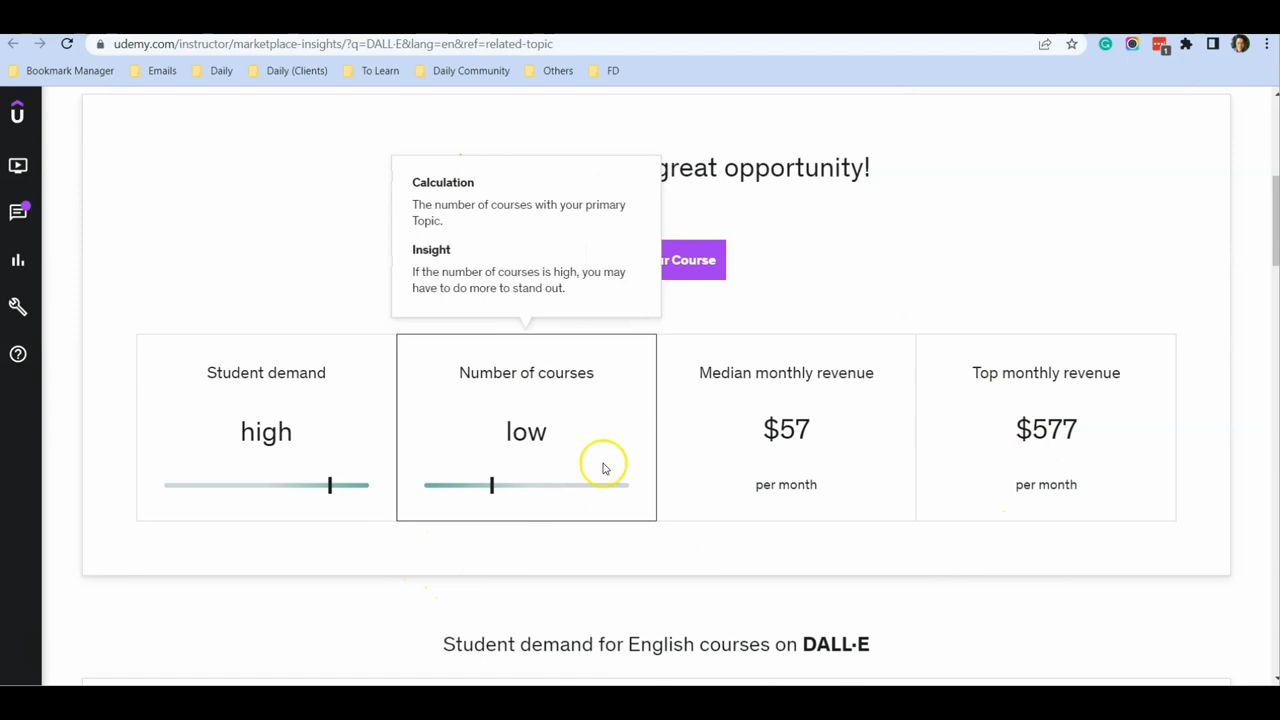 udemy.com/instructor/marketplace-insights/?q=DALL·E&lang=en&ref=related-topic
1
Bookmark Manager Emails Daily Daily (Clients) To Learn Daily Community Others FD
great opportunity!
Calculation
The number of courses with your primary
Topic.
Insight
If the number of courses is high, you may
have to do more to stand out.
ur Course
Student demand
high
Number of courses
low
Median monthly revenue
$57
per month
Top monthly revenue
$577
per month
Student demand for English courses on DALL·E